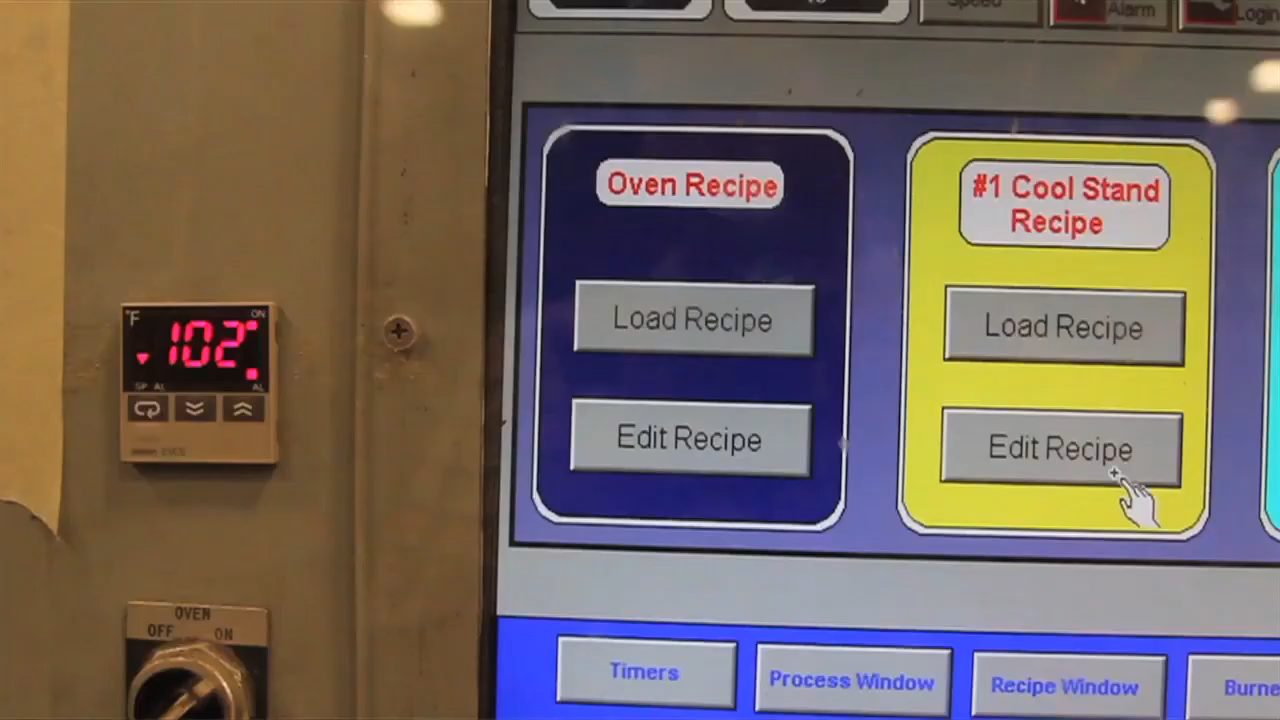 Speed
Alarm
Login
Oven Recipe
#1 Cool Stand
Recipe
°F
ON
102
SP AL
AL
Load Recipe
Load Recipe
Edit Recipe
Edit Recipe
OVEN
OFF ON
Timers
Process Window
Recipe Window
Burne